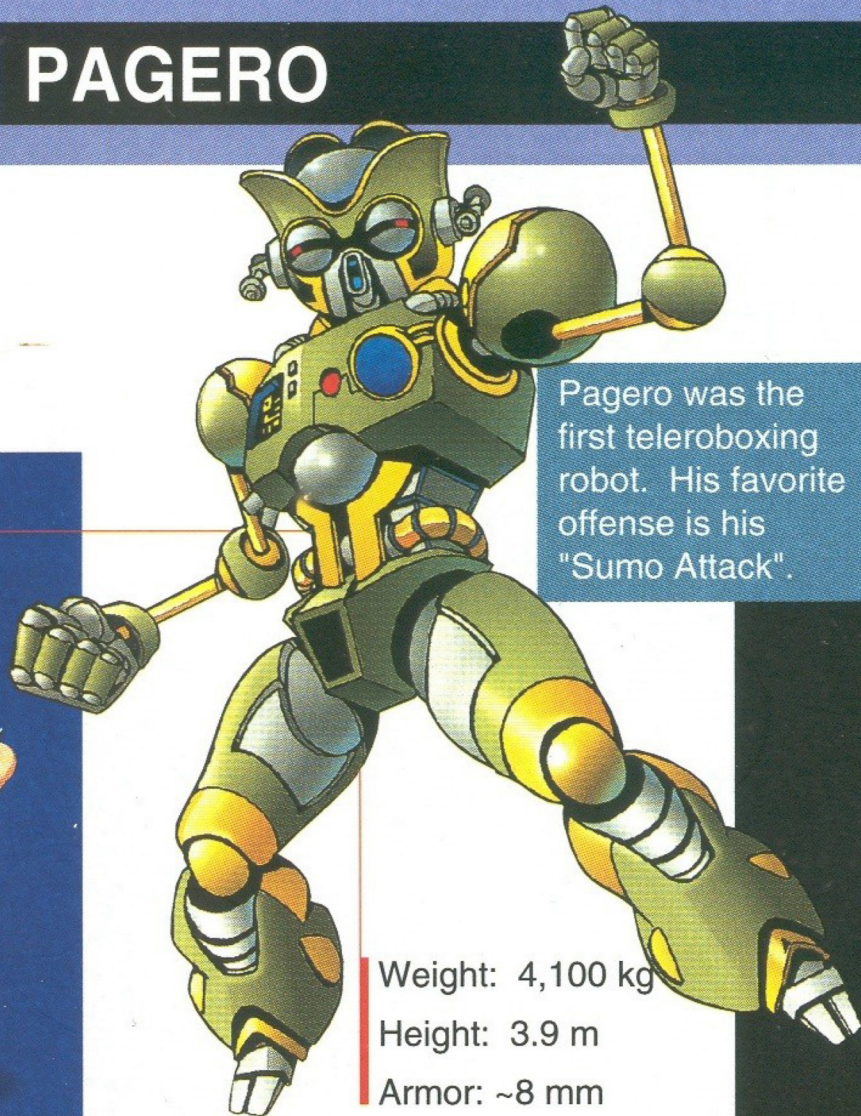 PAGERO
Pagero was the
first teleroboxing
robot. His favorite
offense is his
"Sumo Attack".
Weight: 4,100 kg
Height: 3.9 m
Armor: ~8 mm